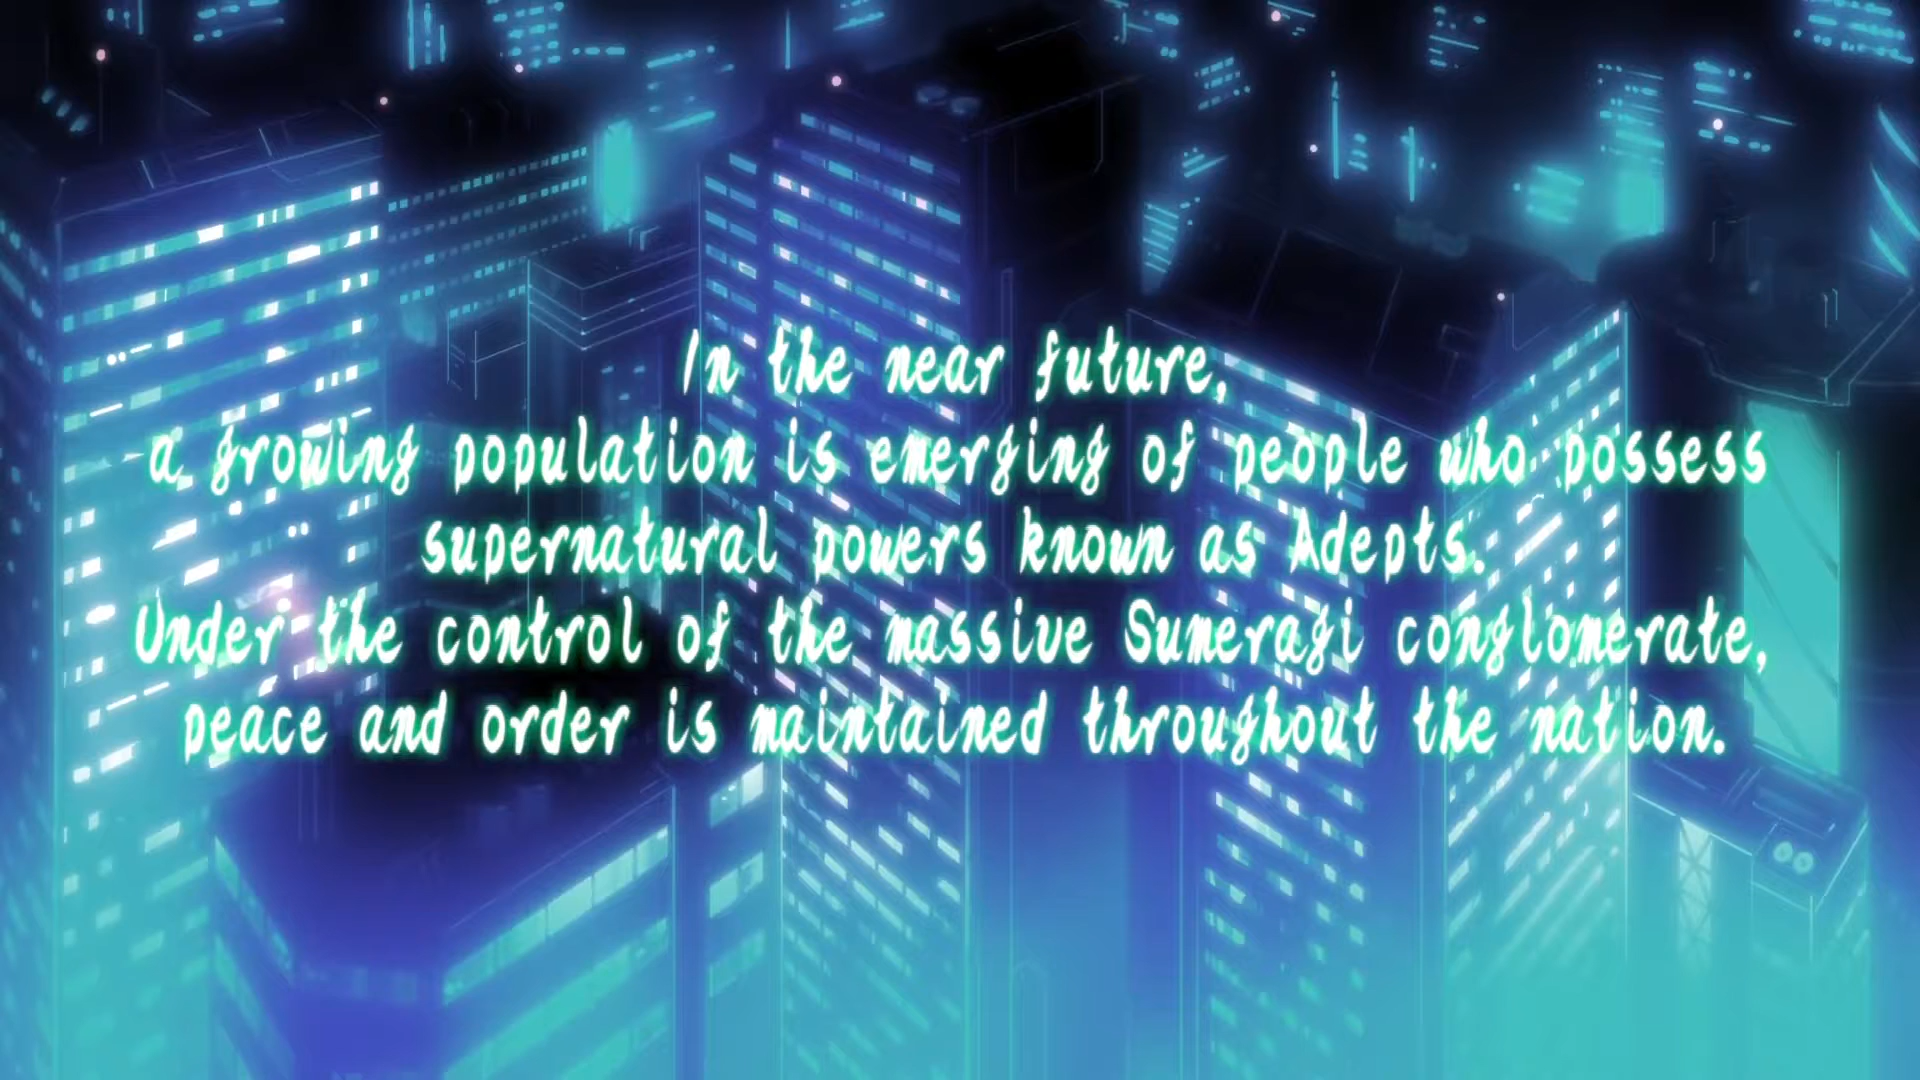 In the near future,
a growing population is emerging of people who possess
supernatural powers known as Adepts.
Under the control of the massive Sumeragi conglomerate,
peace and order is maintained throughout the nation.